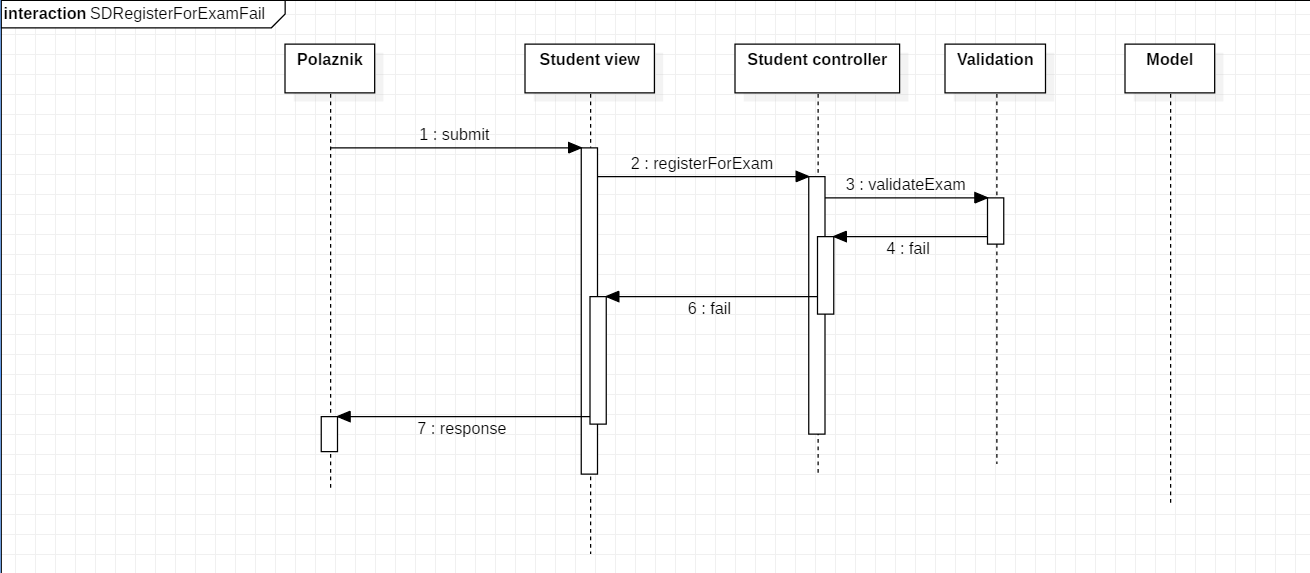 interaction SDRegisterForExamFail
Polaznik
Student view
Student controller
Validation
Model
1 : submit
2 : registerForExam
3 : validateExam
4 : fail
6 : fail
7 : response